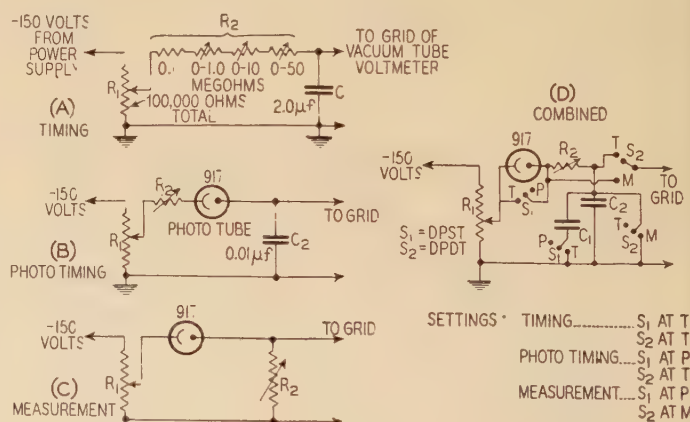 -150 VOLTS
FROM
POWER
SUPPLY
R₂
0.1 0-1.0 0-10 0-50
MEGOHMS
R₁
100,000 OHMS
TOTAL
C
2.0μf
TO GRID OF
VACUUM TUBE
VOLTMETER
(A)
TIMING
-150
VOLTS
R₂
917
PHOTO TUBE
TO GRID
R₁
C₂
0.01μf
(B)
PHOTO TIMING
-150
VOLTS
917
TO GRID
R₁
R₂
(C)
MEASUREMENT
(D)
COMBINED
917
R₂
T
S₂
TO
GRID
M
-150
VOLTS
R₁
T P
S₁
C₂
S₁ = DPST
S₂ = DPDT
C₁
T
S₂
M
P
S₁
T
SETTINGS TIMING S₁ AT T
S₂ AT T
PHOTO TIMING S₁ AT P
S₂ AT T
MEASUREMENT S₁ AT P
S₂ AT M